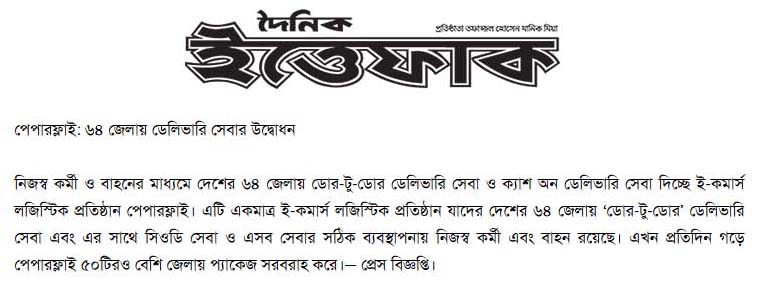 দৈনিক
প্রতিষ্ঠাতা তফাজ্জল হোসেন মানিক মিয়া
ইত্তেফাক
পেপারফ্লাই: ৬৪ জেলায় ডেলিভারি সেবার উদ্বোধন
নিজস্ব কর্মী ও বাহনের মাধ্যমে দেশের ৬৪ জেলায় ডোর-টু-ডোর ডেলিভারি সেবা ও ক্যাশ অন ডেলিভারি সেবা দিচ্ছে ই-কমার্স
লজিস্টিক প্রতিষ্ঠান পেপারফ্লাই। এটি একমাত্র ই-কমার্স লজিস্টিক প্রতিষ্ঠান যাদের দেশের ৬৪ জেলায় ‘ডোর-টু-ডোর’ ডেলিভারি
সেবা এবং এর সাথে সিওডি সেবা ও এসব সেবার সঠিক ব্যবস্থাপনায় নিজস্ব কর্মী এবং বাহন রয়েছে। এখন প্রতিদিন গড়ে
পেপারফ্লাই ৫০টিরও বেশি জেলায় প্যাকেজ সরবরাহ করে।— প্রেস বিজ্ঞপ্তি।